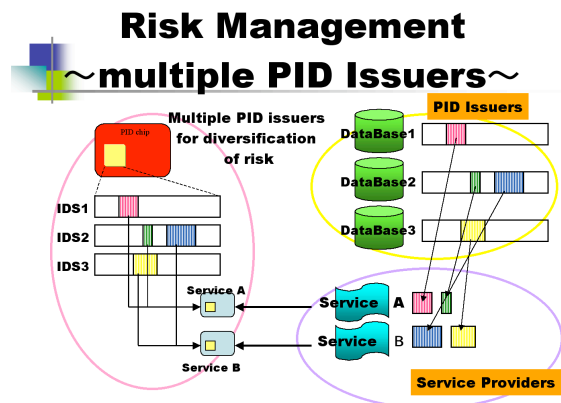 Risk Management
～multiple PID Issuers～
PID Issuers
Multiple PID issuers
for diversification
of risk
PID chip
DataBase1
DataBase2
DataBase3
IDS1
IDS2
IDS3
Service A
Service B
Service A
Service B
Service Providers